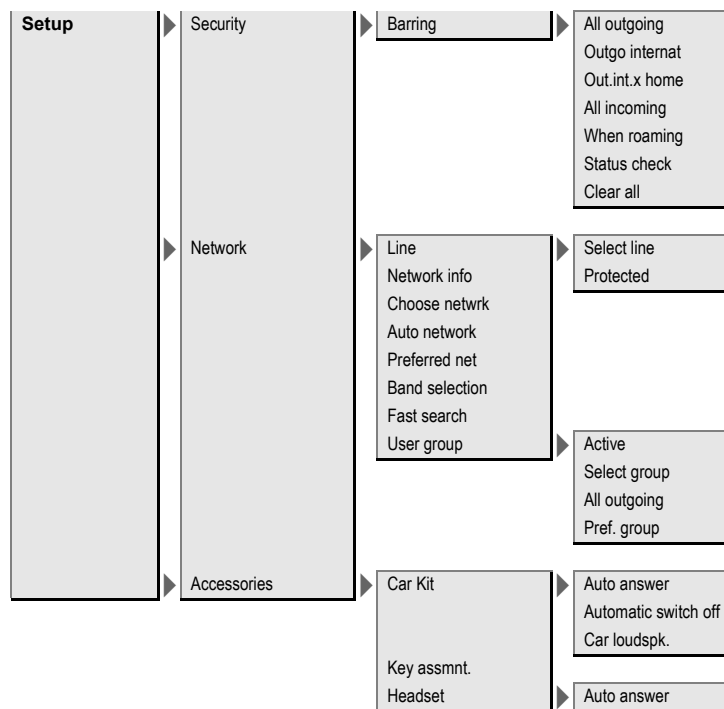 Setup
Security
Barring
All outgoing
Outgo internat
Out.int.x home
All incoming
When roaming
Status check
Clear all
Network
Line
Select line
Protected
Network info
Choose netwrk
Auto network
Preferred net
Band selection
Fast search
User group
Active
Select group
All outgoing
Pref. group
Accessories
Car Kit
Auto answer
Automatic switch off
Car loudspk.
Key assmnt.
Headset
Auto answer